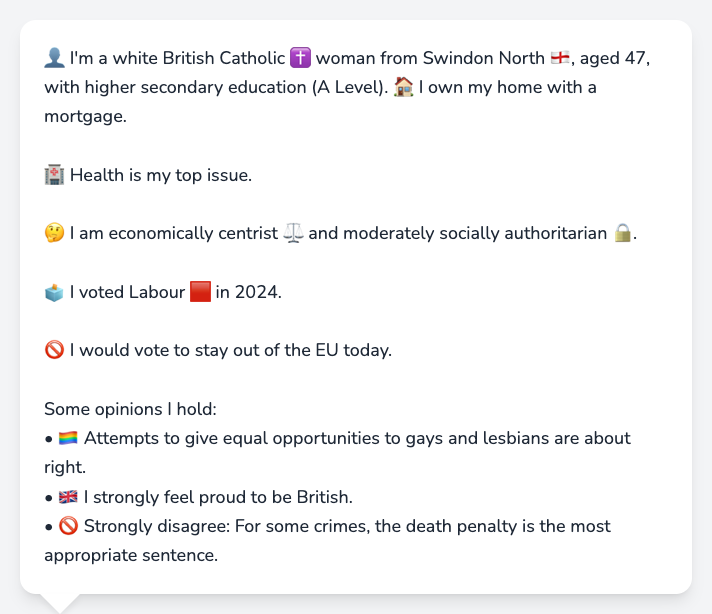 👤 I'm a white British Catholic ✝️ woman from Swindon North 🏴󠁧󠁢󠁥󠁮󠁧󠁿, aged 47,
with higher secondary education (A Level). 🏠 I own my home with a
mortgage.
🏥 Health is my top issue.
🤔 I am economically centrist ⚖️ and moderately socially authoritarian 🔒.
🗳️ I voted Labour 🟥 in 2024.
🚫 I would vote to stay out of the EU today.
Some opinions I hold:
• 🏳️‍🌈 Attempts to give equal opportunities to gays and lesbians are about
right.
• 🇬🇧 I strongly feel proud to be British.
• 🚫 Strongly disagree: For some crimes, the death penalty is the most
appropriate sentence.